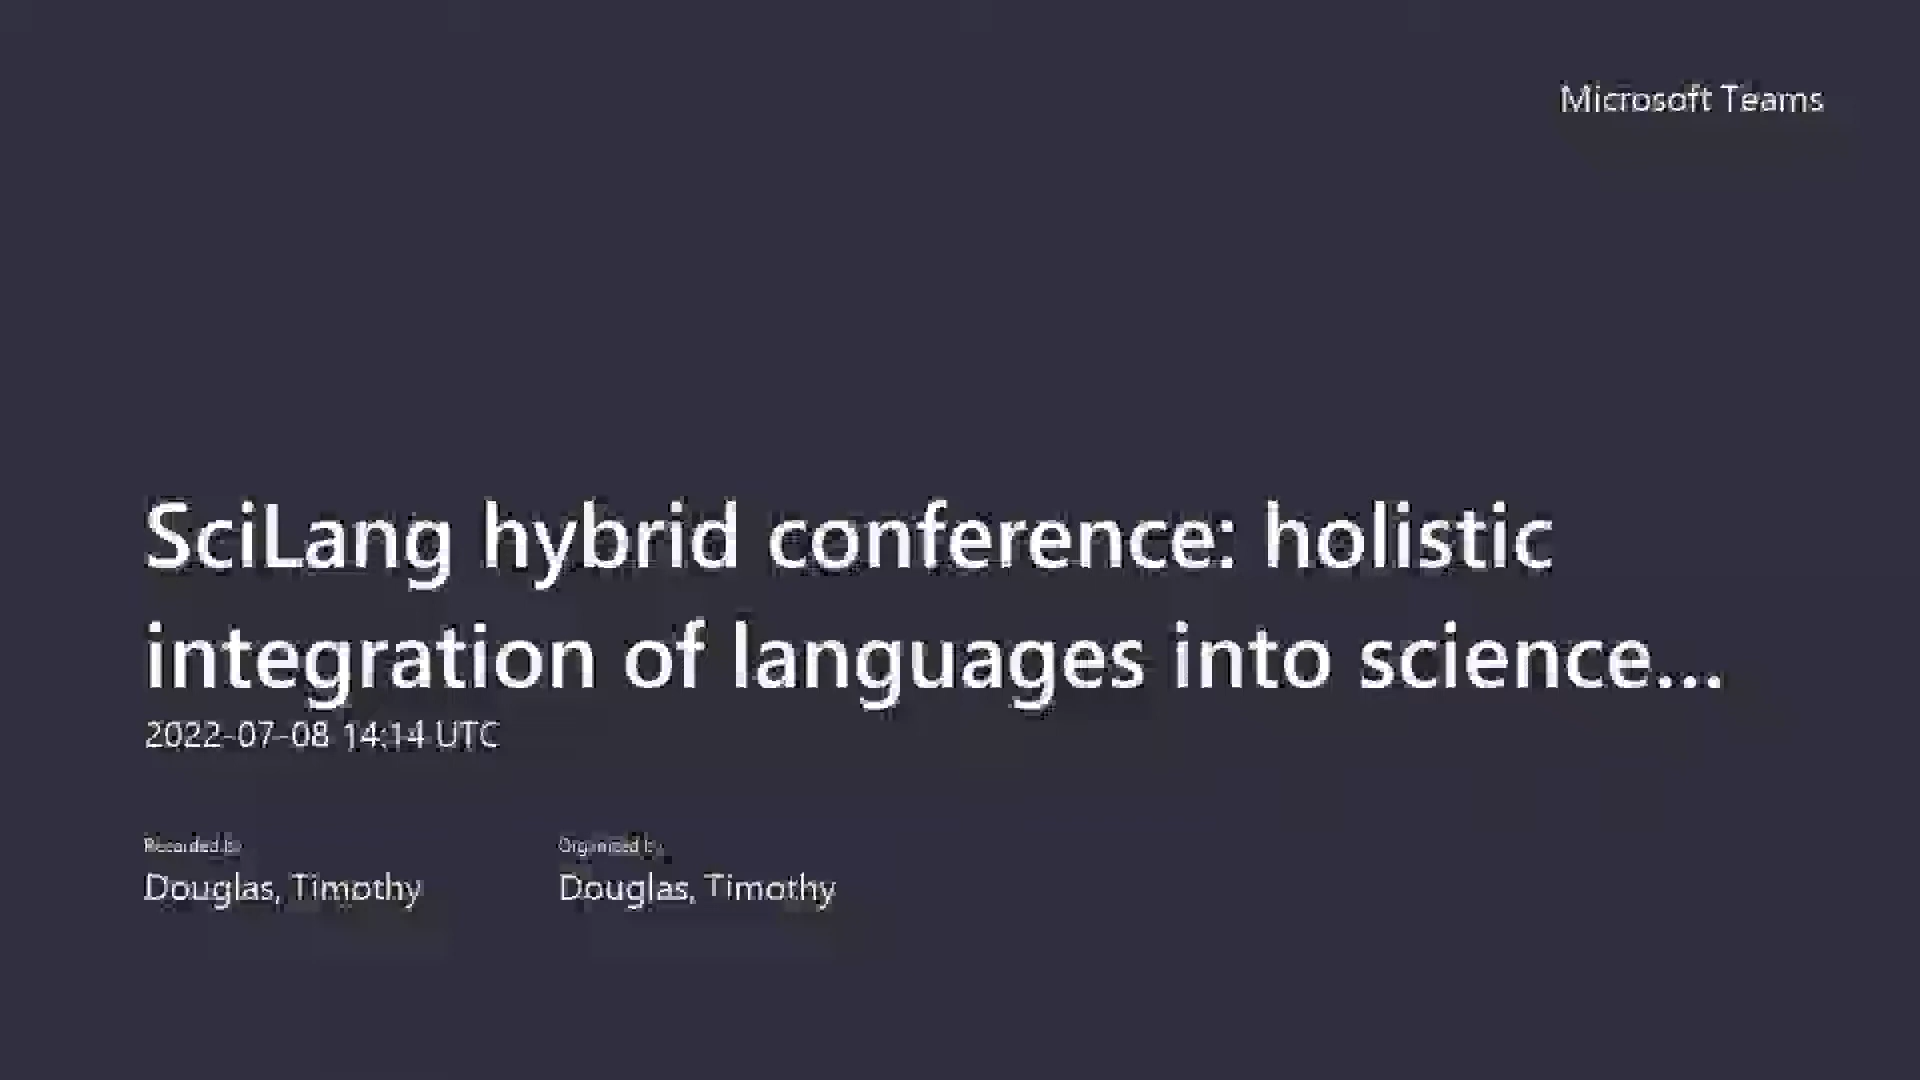 Microsoft Teams
SciLang hybrid conference: holistic
integration of languages into science...
2022-07-08 14:14 UTC
Recorded by
Organized by
Douglas, Timothy
Douglas, Timothy